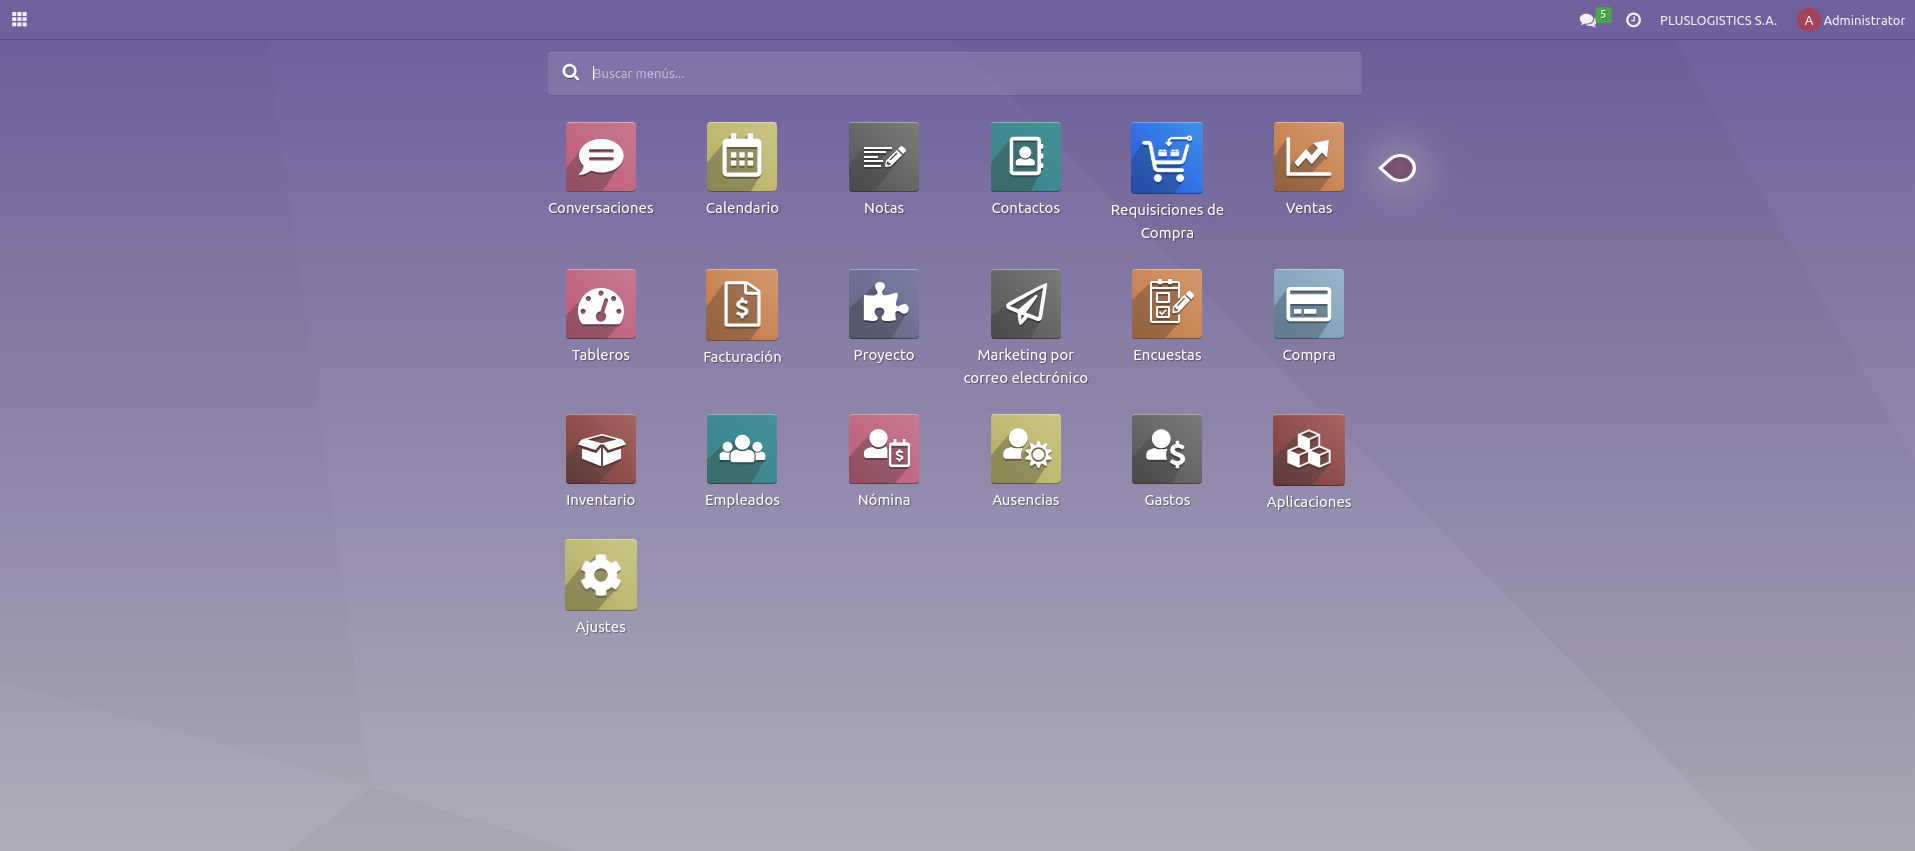 5
PLUSLOGISTICS S.A.
A
Administrator
Buscar menús...
Conversaciones
Calendario
Notas
Contactos
Requisiciones de
Compra
Ventas
Tableros
Facturación
Proyecto
Marketing por
correo electrónico
Encuestas
Compra
Inventario
Empleados
Nómina
Ausencias
Gastos
Aplicaciones
Ajustes